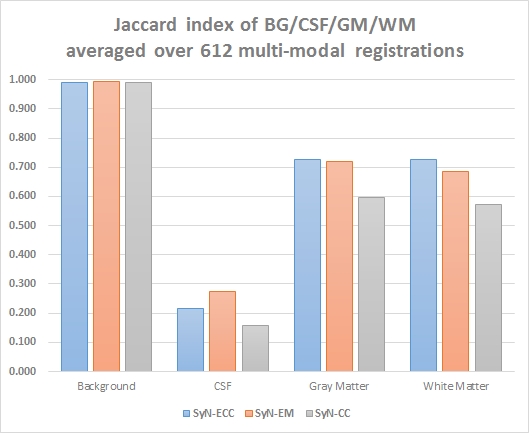 Jaccard index of BG/CSF/GM/WM
averaged over 612 multi-modal registrations
1.000
0.900
0.800
0.700
0.600
0.500
0.400
0.300
0.200
0.100
0.000
Background CSF Gray Matter White Matter
SyN-ECC SyN-EM SyN-CC